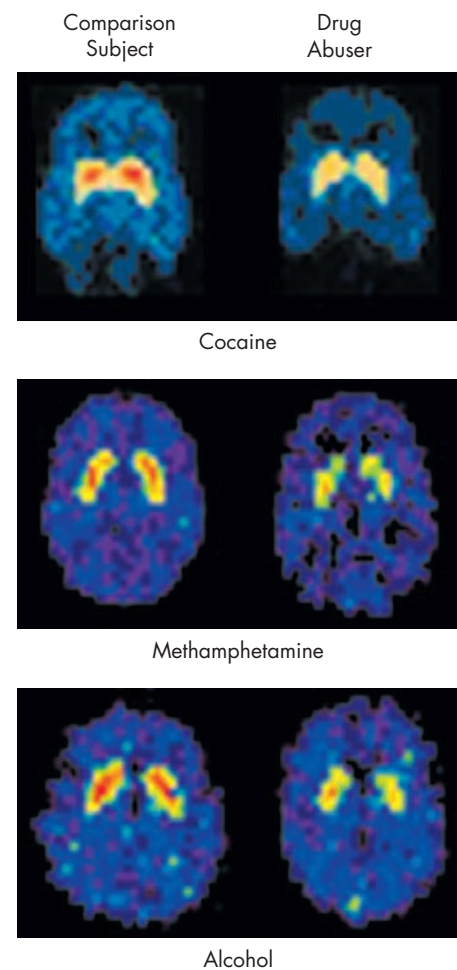 Comparison
Subject
Drug
Abuser
Cocaine
Methamphetamine
Alcohol